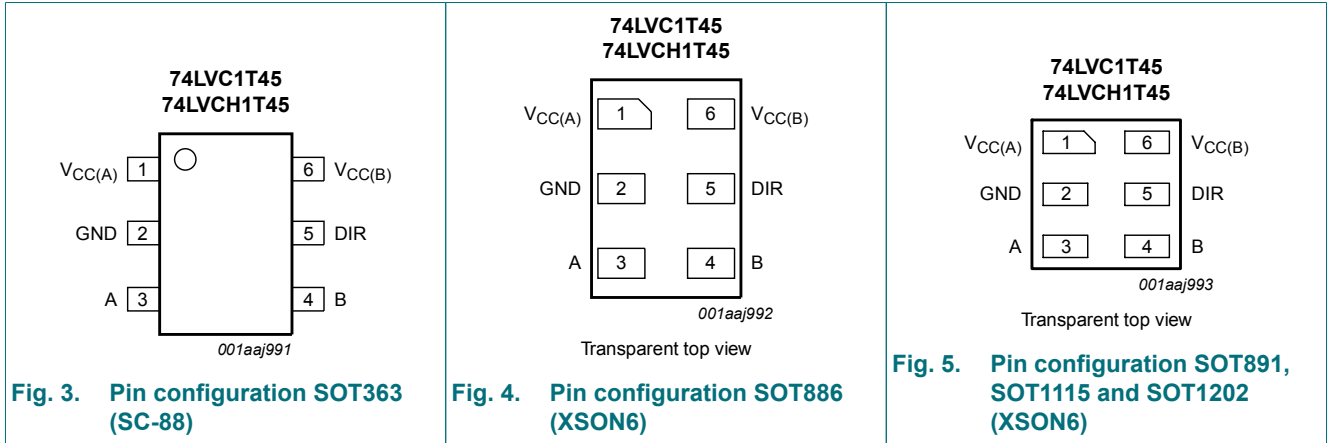 74LVC1T45
74LVCH1T45
VCC(A) 1 6 VCC(B)
GND 2 5 DIR
A 3 4 B
001aaj991
Fig. 3. Pin configuration SOT363
(SC-88)
74LVC1T45
74LVCH1T45
VCC(A) 1 6 VCC(B)
GND 2 5 DIR
A 3 4 B
001aaj992
Transparent top view
Fig. 4. Pin configuration SOT886
(XSON6)
74LVC1T45
74LVCH1T45
VCC(A) 1 6 VCC(B)
GND 2 5 DIR
A 3 4 B
001aaj993
Transparent top view
Fig. 5. Pin configuration SOT891,
SOT1115 and SOT1202
(XSON6)